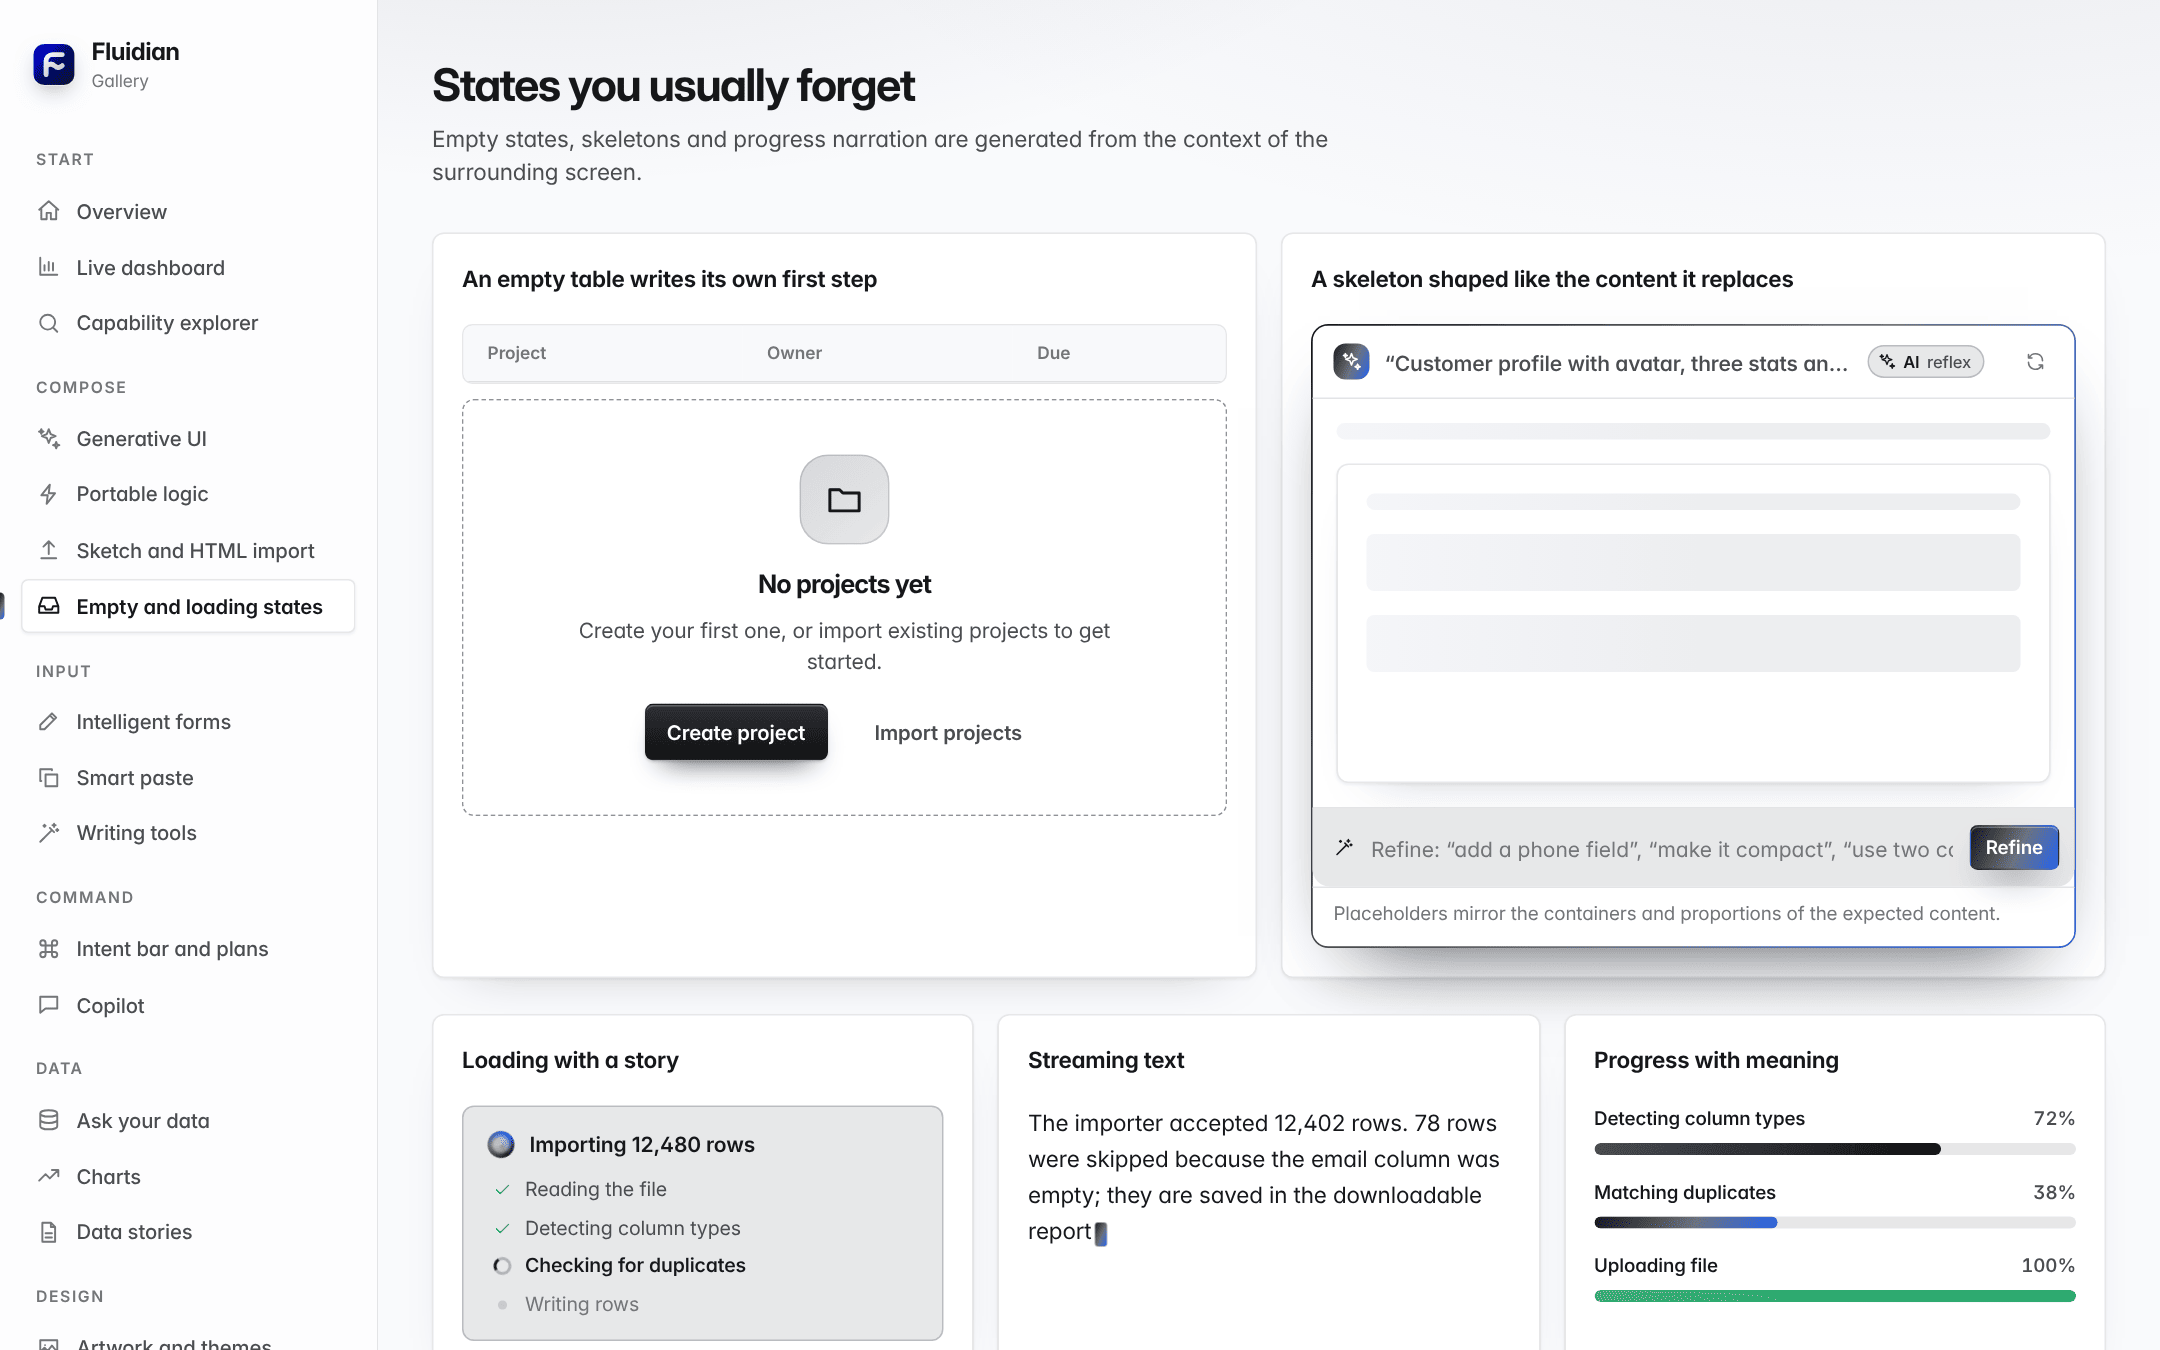 Fluidian
Gallery
START
Overview
Live dashboard
Capability explorer
COMPOSE
Generative UI
Portable logic
Sketch and HTML import
Empty and loading states
INPUT
Intelligent forms
Smart paste
Writing tools
COMMAND
Intent bar and plans
Copilot
DATA
Ask your data
Charts
Data stories
DESIGN
Artwork and themes
States you usually forget
Empty states, skeletons and progress narration are generated from the context of the
surrounding screen.
An empty table writes its own first step
Project Owner Due
No projects yet
Create your first one, or import existing projects to get
started.
Create project Import projects
A skeleton shaped like the content it replaces
“Customer profile with avatar, three stats an… AI reflex
Refine: “add a phone field”, “make it compact”, “use two co Refine
Placeholders mirror the containers and proportions of the expected content.
Loading with a story
Importing 12,480 rows
Reading the file
Detecting column types
Checking for duplicates
Writing rows
Streaming text
The importer accepted 12,402 rows. 78 rows
were skipped because the email column was
empty; they are saved in the downloadable
report
Progress with meaning
Detecting column types 72%
Matching duplicates 38%
Uploading file 100%